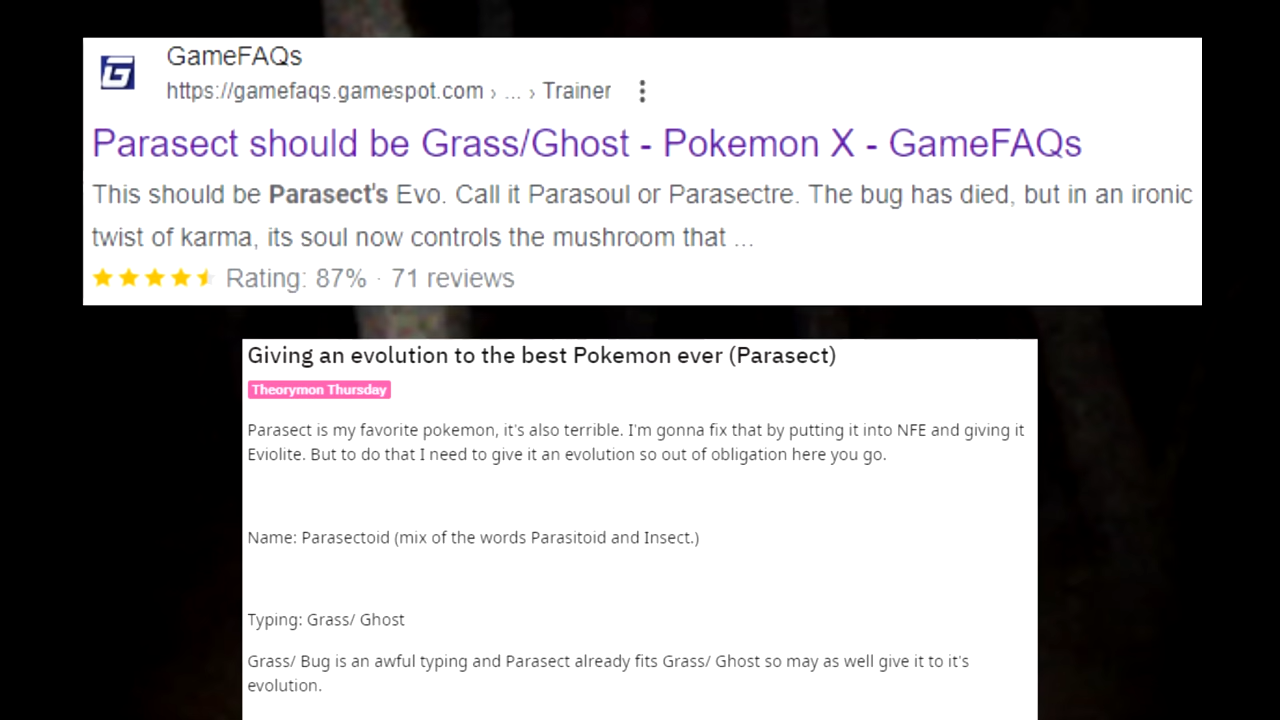 GameFAQs
https://gamefaqs.gamespot.com › ... › Trainer
Parasect should be Grass/Ghost - Pokemon X - GameFAQs
This should be Parasect's Evo. Call it Parasoul or Parasectre. The bug has died, but in an ironic
twist of karma, its soul now controls the mushroom that ...
Rating: 87% · 71 reviews
Giving an evolution to the best Pokemon ever (Parasect)
Theorymon Thursday
Parasect is my favorite pokemon, it's also terrible. I'm gonna fix that by putting it into NFE and giving it
Eviolite. But to do that I need to give it an evolution so out of obligation here you go.
Name: Parasectoid (mix of the words Parasitoid and Insect.)
Typing: Grass/ Ghost
Grass/ Bug is an awful typing and Parasect already fits Grass/ Ghost so may as well give it to it's
evolution.